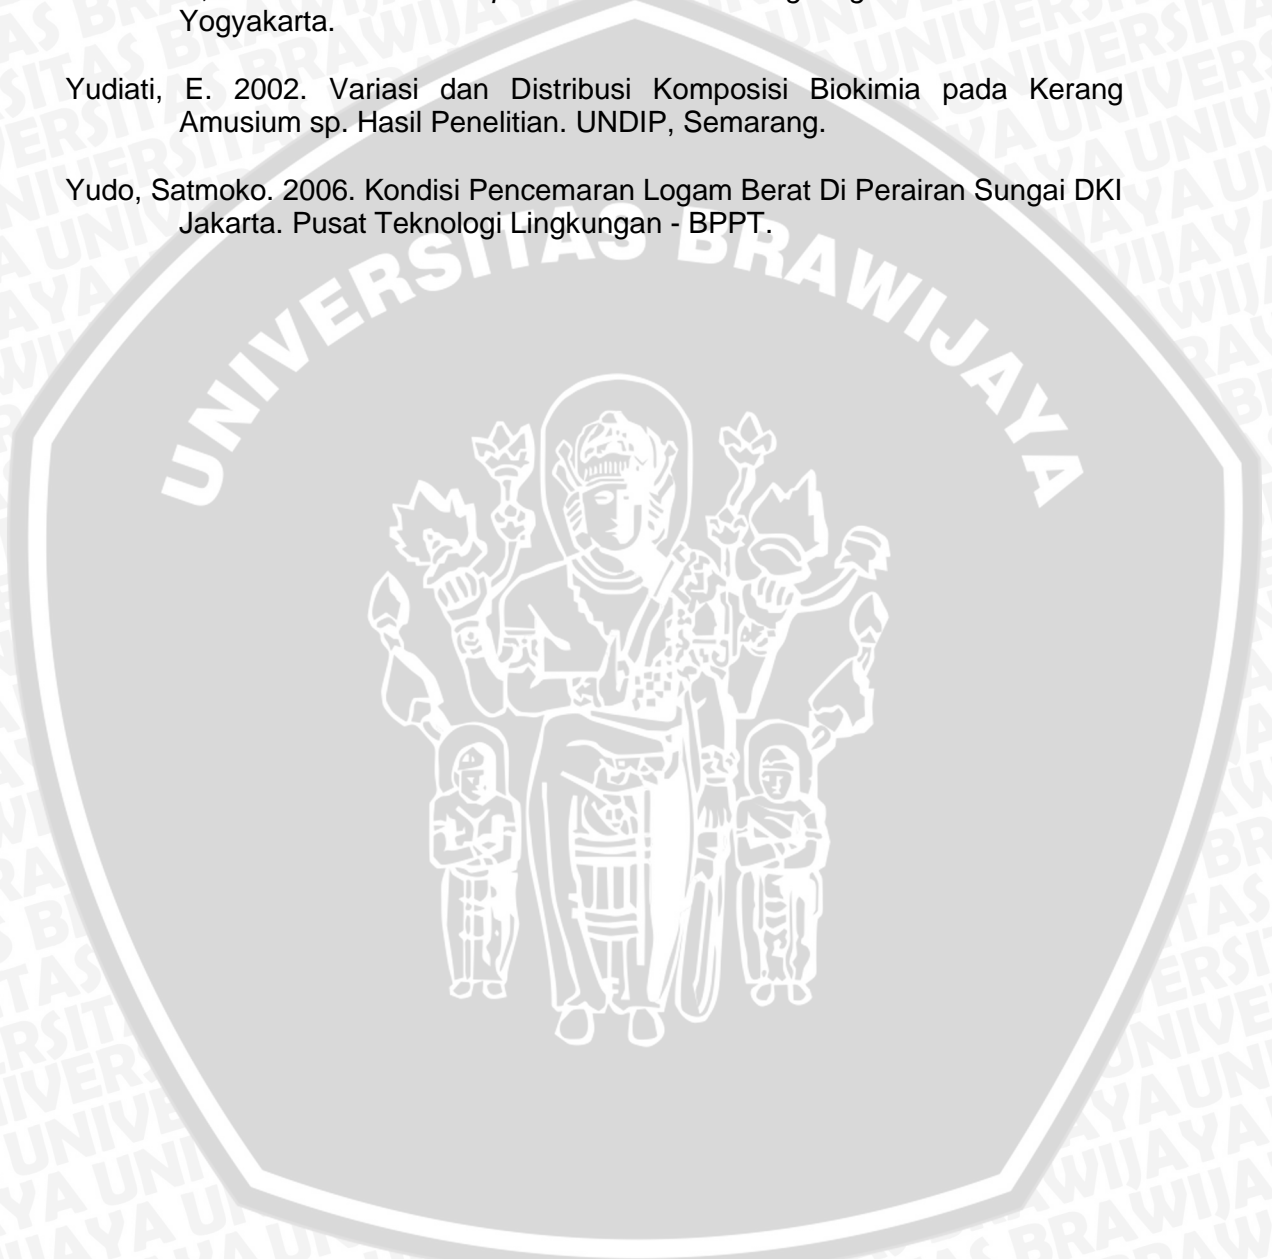 Yogyakarta.
Yudiati, E. 2002. Variasi dan Distribusi Komposisi Biokimia pada Kerang
Amusium sp. Hasil Penelitian. UNDIP, Semarang.
Yudo, Satmoko. 2006. Kondisi Pencemaran Logam Berat Di Perairan Sungai DKI
Jakarta. Pusat Teknologi Lingkungan - BPPT.
UNIVERSITAS BRAWIJAYA